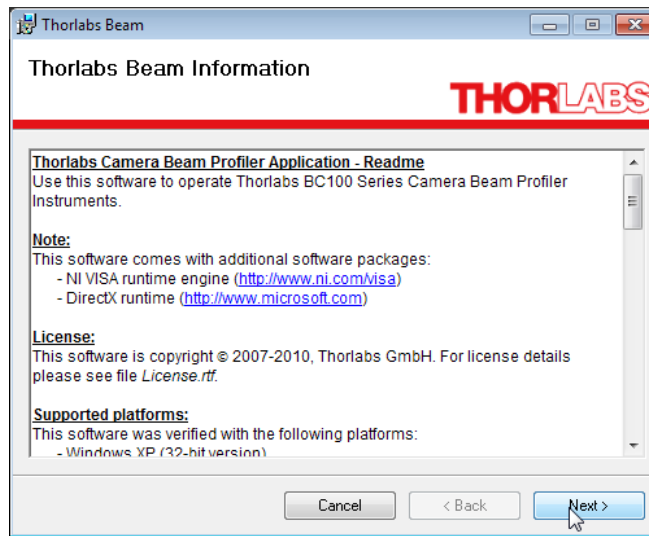 Thorlabs Beam
Thorlabs Beam Information
THORLABS
Thorlabs Camera Beam Profiler Application - Readme
Use this software to operate Thorlabs BC100 Series Camera Beam Profiler
Instruments.
Note:
This software comes with additional software packages:
- NI VISA runtime engine (http://www.ni.com/visa)
- DirectX runtime (http://www.microsoft.com)
License:
This software is copyright © 2007-2010, Thorlabs GmbH. For license details
please see file License.rtf.
Supported platforms:
This software was verified with the following platforms:
- Windows XP (32-bit version)
Cancel
< Back
Next >